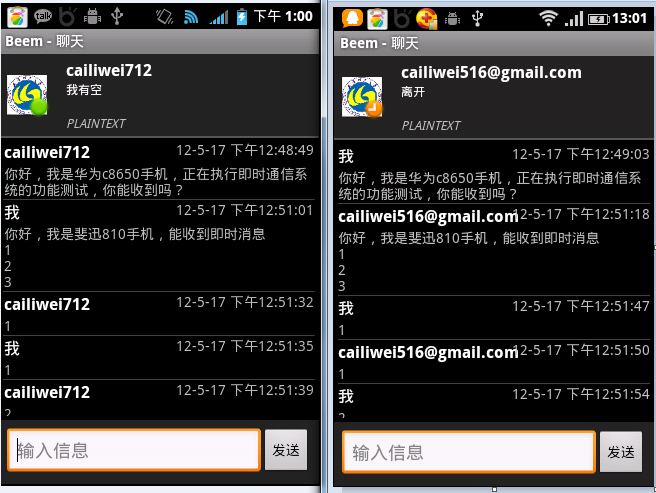 talk
下午 1:00
Beem - 聊天
cailiwei712
我有空
PLAINTEXT
cailiwei712
12-5-17 下午12:48:49
你好，我是华为c8650手机，正在执行即时通信系
统的功能测试，你能收到吗？
我
12-5-17 下午12:51:01
你好，我是斐迅810手机，能收到即时消息
1
2
3
cailiwei712
12-5-17 下午12:51:32
1
我
12-5-17 下午12:51:35
1
cailiwei712
12-5-17 下午12:51:39
2
输入信息
发送
13:01
Beem - 聊天
cailiwei516@gmail.com
离开
PLAINTEXT
我
12-5-17 下午12:49:03
你好，我是华为c8650手机，正在执行即时通信系
统的功能测试，你能收到吗？
cailiwei516@gmail.com
12-5-17 下午12:51:18
你好，我是斐迅810手机，能收到即时消息
1
2
3
我
12-5-17 下午12:51:47
1
cailiwei516@gmail.com
12-5-17 下午12:51:50
1
我
12-5-17 下午12:51:54
2
输入信息
发送